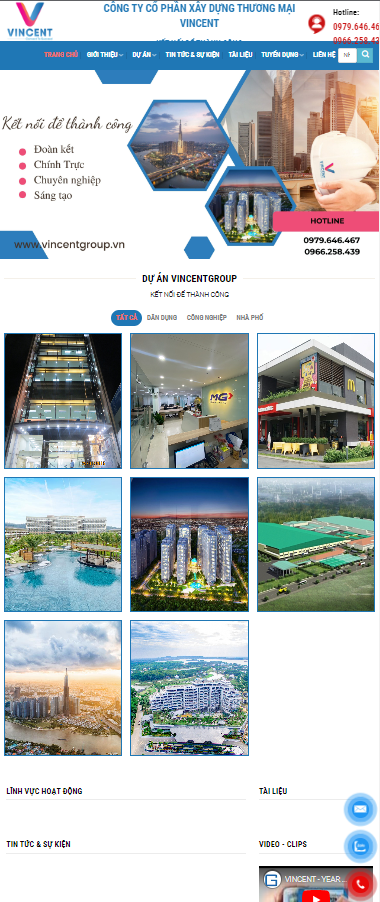 VINCENT
CÔNG TY CỔ PHẦN XÂY DỰNG THƯƠNG MẠI
VINCENT
Hotline:
0979.646.46
0966.258.43
TRANG CHỦ GIỚI THIỆU DỰ ÁN TIN TỨC & SỰ KIỆN TÀI LIỆU TUYỂN DỤNG LIÊN HỆ
Kết nối để thành công
Đoàn kết
Chính Trực
Chuyên nghiệp
Sáng tạo
HOTLINE
0979.646.467
0966.258.439
www.vincentgroup.vn
DỰ ÁN VINCENTGROUP
KẾT NỐI ĐỂ THÀNH CÔNG
TẤT CẢ DÂN DỤNG CÔNG NGHIỆP NHÀ PHỐ
MG
LĨNH VỰC HOẠT ĐỘNG
TÀI LIỆU
TIN TỨC & SỰ KIỆN
VIDEO - CLIPS
VINCENT - YEAR ...